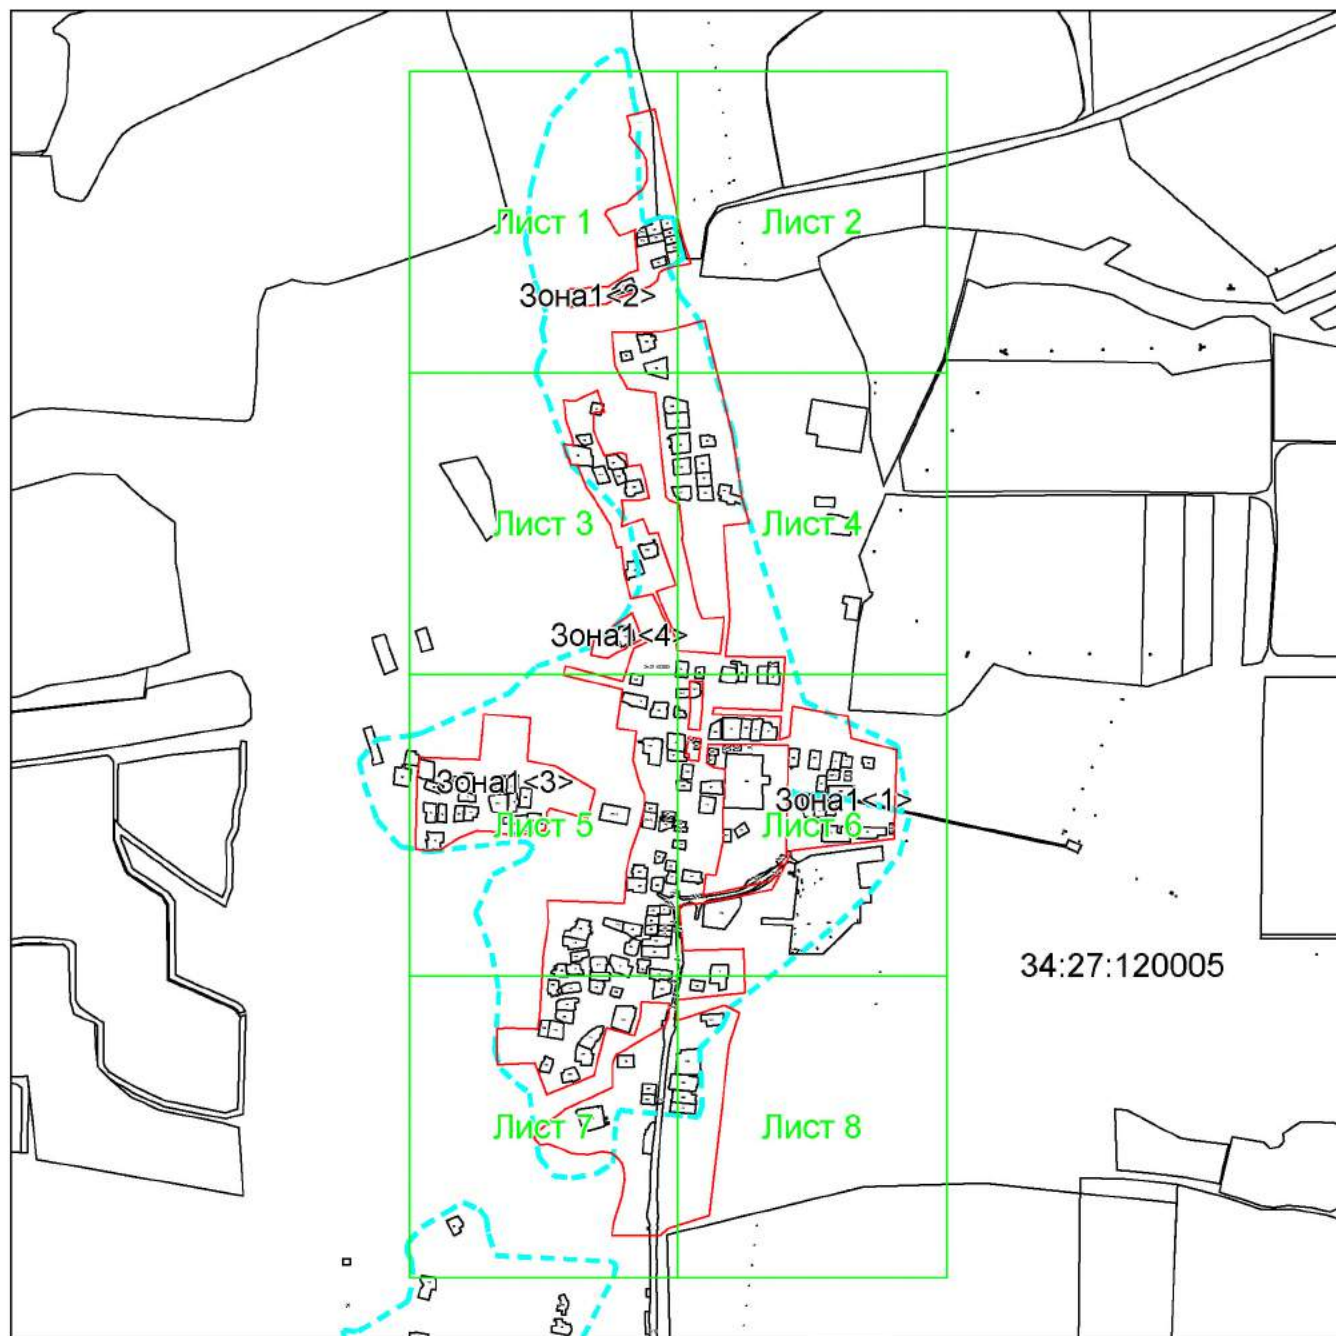 Лист 1
Лист 2
Зона1<2>
Лист 3
Лист 4
Зона1<4>
Зона1<3>
Зона1<1>
Лист 5
Лист 6
34:27:120005
Лист 7
Лист 8